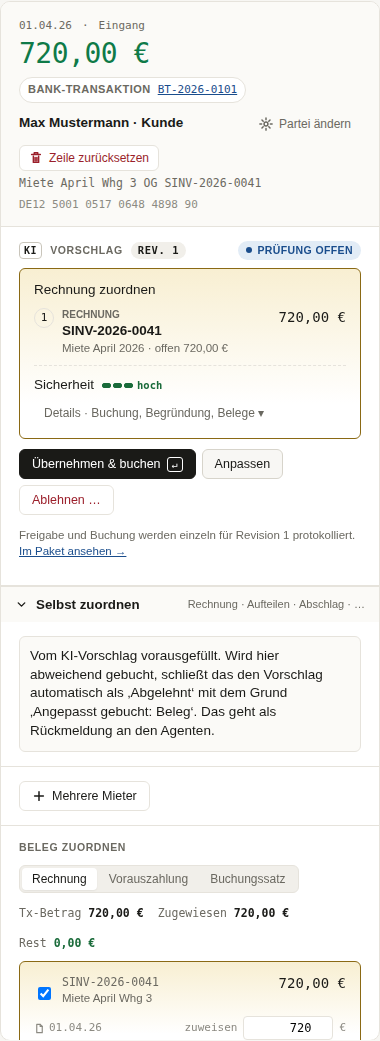 01.04.26 · Eingang
720,00 €
BANK-TRANSAKTION BT-2026-0101
Max Mustermann · Kunde
Partei ändern
Zeile zurücksetzen
Miete April Whg 3 OG SINV-2026-0041
DE12 5001 0517 0648 4898 90
KI VORSCHLAG REV. 1
PRÜFUNG OFFEN
Rechnung zuordnen
1 RECHNUNG
SINV-2026-0041
720,00 €
Miete April 2026 · offen 720,00 €
Sicherheit hoch
Details · Buchung, Begründung, Belege ▾
Übernehmen & buchen ↵
Anpassen
Ablehnen …
Freigabe und Buchung werden einzeln für Revision 1 protokolliert.
Im Paket ansehen →
Selbst zuordnen
Rechnung · Aufteilen · Abschlag · …
Vom KI-Vorschlag vorausgefüllt. Wird hier
abweichend gebucht, schließt das den Vorschlag
automatisch als ‚Abgelehnt‘ mit dem Grund
‚Angepasst gebucht: Beleg‘. Das geht als
Rückmeldung an den Agenten.
+ Mehrere Mieter
BELEG ZUORDNEN
Rechnung Vorauszahlung Buchungssatz
Tx-Betrag 720,00 € Zugewiesen 720,00 €
Rest 0,00 €
SINV-2026-0041
720,00 €
Miete April Whg 3
01.04.26 zuweisen 720 €